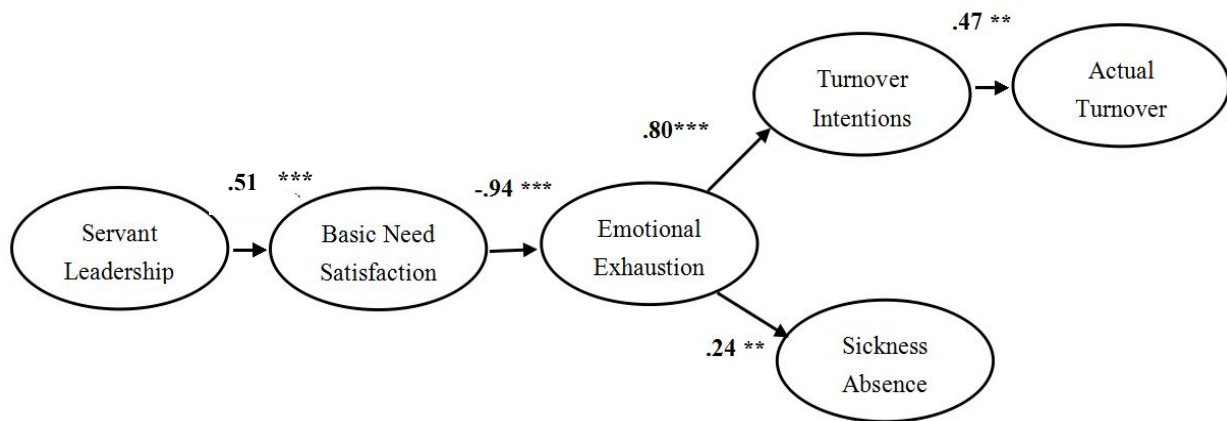 .47 **
Turnover
Intentions
Actual
Turnover
.80***
.51 ***
-.94 ***
Servant
Leadership
Basic Need
Satisfaction
Emotional
Exhaustion
.24 **
Sickness
Absence